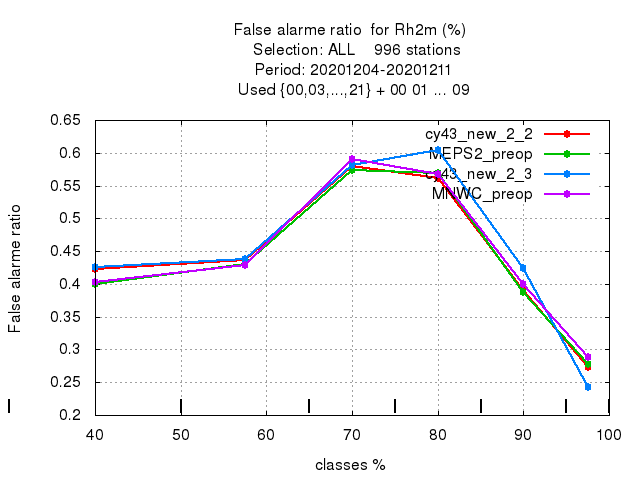 False alarme ratio  for Rh2m (%)
Selection: ALL    996 stations
Period: 20201204-20201211
Used {00,03,...,21} + 00 01 ... 09
0.65
0.6
0.55
0.5
0.45
0.4
0.35
0.3
0.25
0.2
False alarme ratio
cy43_new_2_2
MEPS2_preop
cy43_new_2_3
MNWC_preop
40 50 60 70 80 90 100
classes %